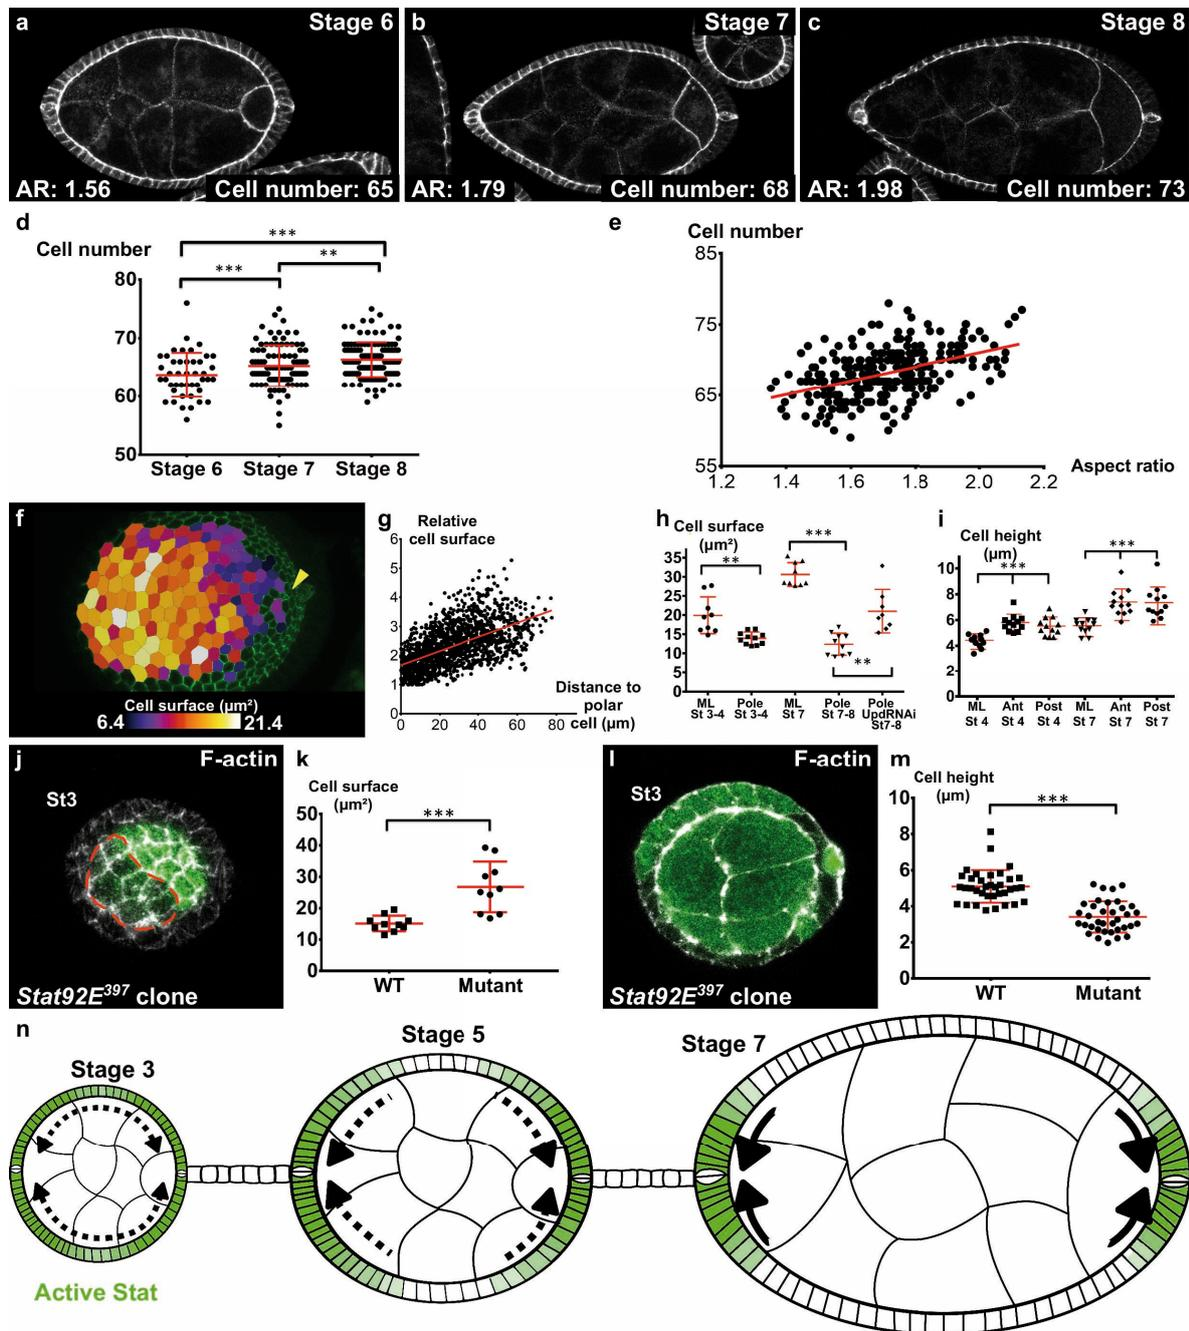 a
Stage 6
AR: 1.56
Cell number: 65
b
Stage 7
AR: 1.79
Cell number: 68
c
Stage 8
AR: 1.98
Cell number: 73
d
Cell number
***
***
**
80
70
60
50
Stage 6
Stage 7
Stage 8
e
Cell number
85
75
65
55
1.2
1.4
1.6
1.8
2.0
2.2
Aspect ratio
f
Cell surface (µm²)
6.4
21.4
g
Relative
cell surface
6
5
4
3
2
1
0
0
20
40
60
80
Distance to
polar
cell (µm)
h
Cell surface
(µm²)
**
***
**
35
30
25
20
15
10
5
0
ML
St 3-4
Pole
St 3-4
ML
St 7
Pole
St 7-8
Pole
UpdRNAi
St7-8
i
Cell height
(µm)
***
***
10
8
6
4
2
0
ML
St 4
Ant
St 4
Post
St 4
ML
St 7
Ant
St 7
Post
St 7
j
F-actin
St3
Stat92E³⁹⁷ clone
k
Cell surface
(µm²)
***
50
40
30
20
10
0
WT
Mutant
l
F-actin
St3
Stat92E³⁹⁷ clone
m
Cell height
(µm)
***
10
8
6
4
2
0
WT
Mutant
n
Stage 3
Stage 5
Stage 7
Active Stat